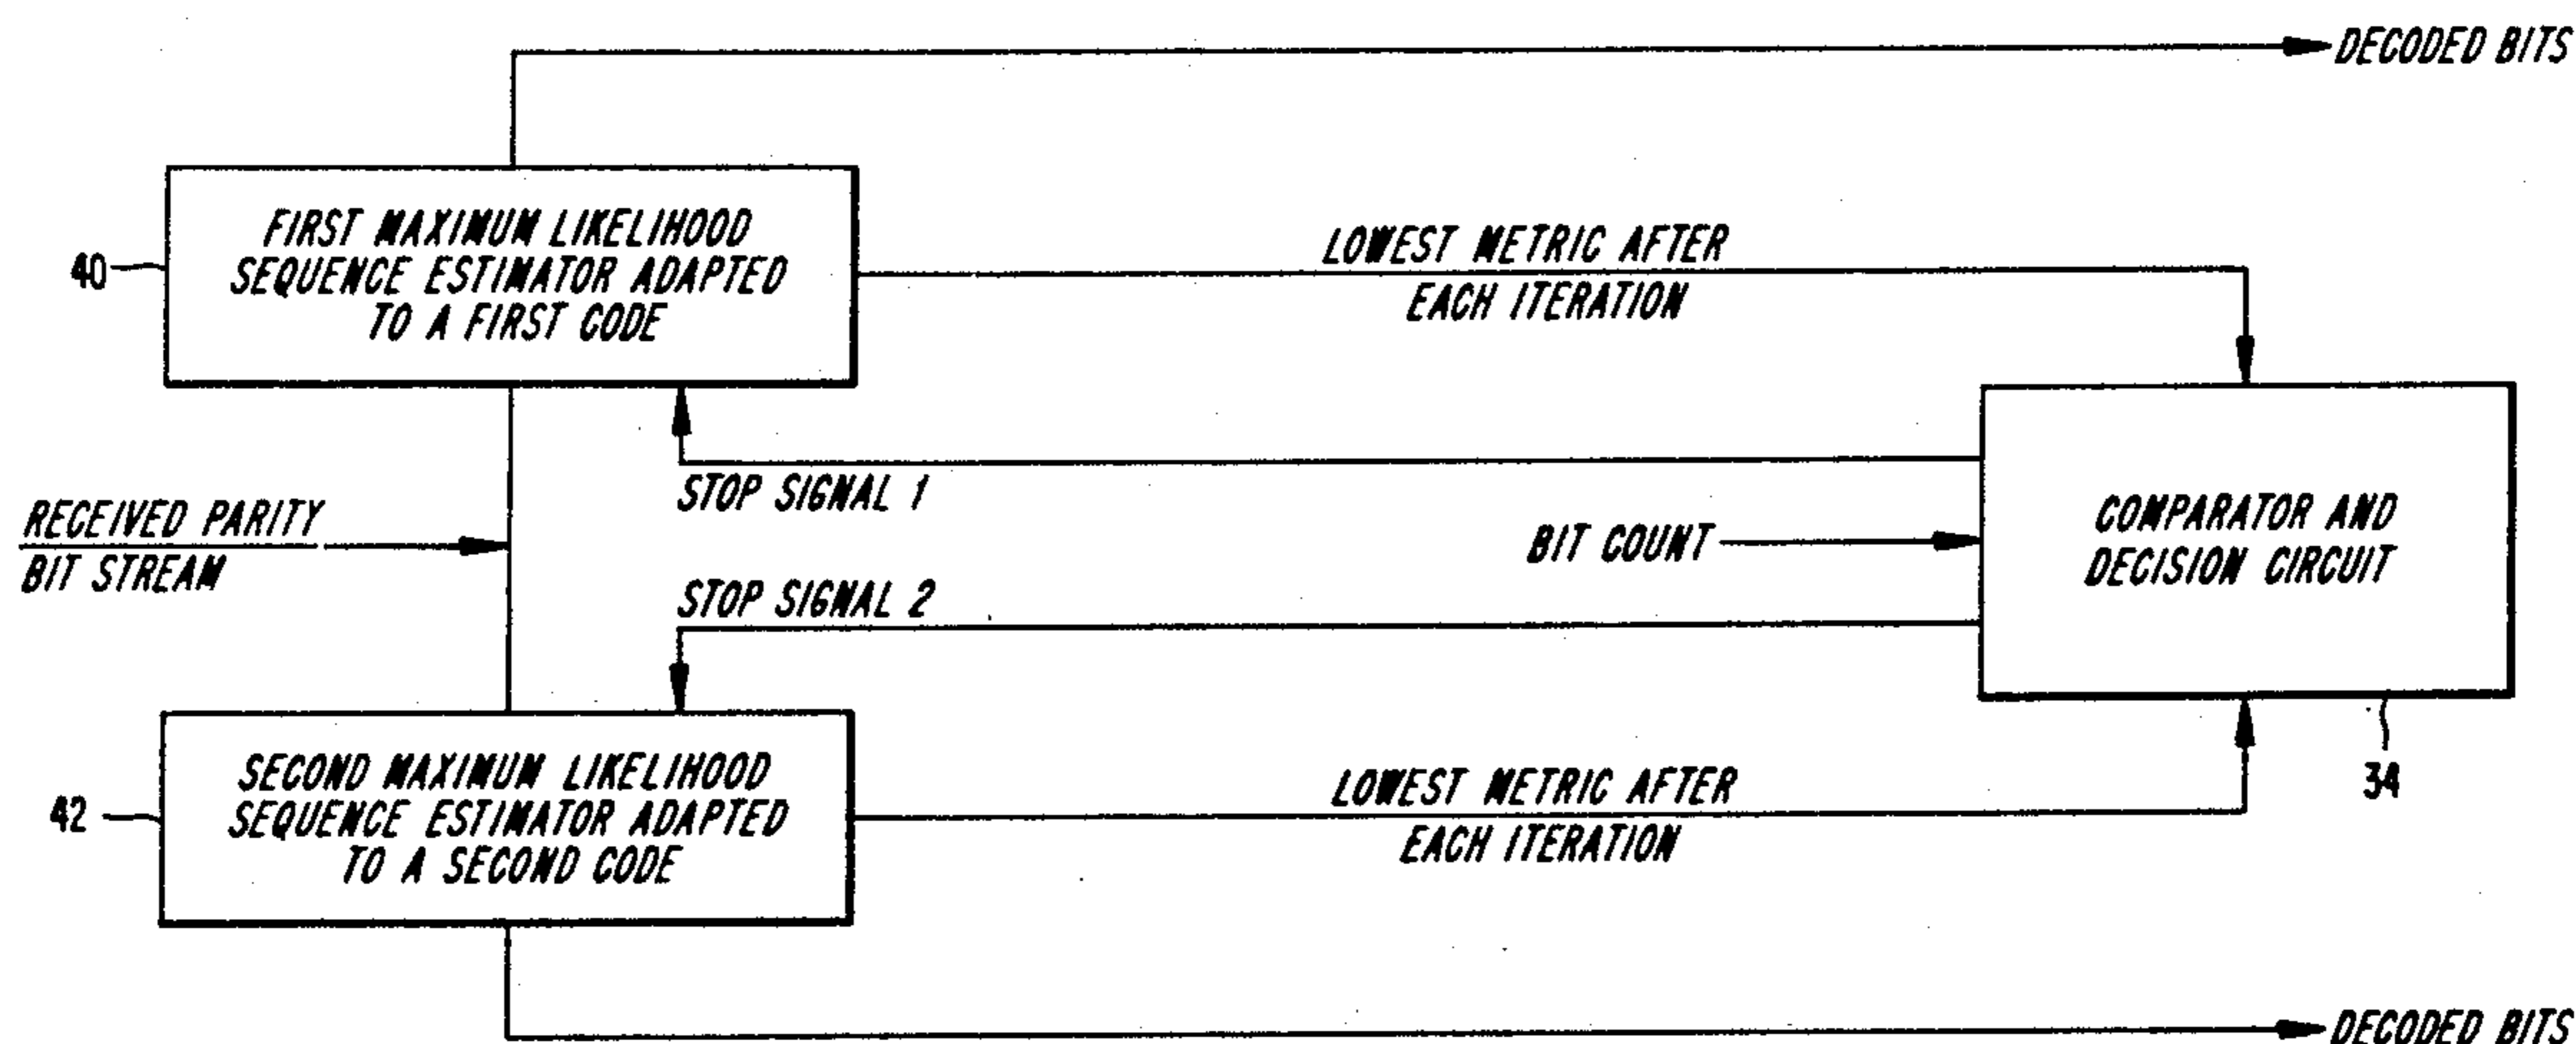 DECODED BITS
FIRST MAXIMUM LIKELIHOOD
SEQUENCE ESTIMATOR ADAPTED
TO A FIRST CODE
40
LOWEST METRIC AFTER
EACH ITERATION
STOP SIGNAL 1
RECEIVED PARITY
BIT STREAM
BIT COUNT
COMPARATOR AND
DECISION CIRCUIT
STOP SIGNAL 2
34
SECOND MAXIMUM LIKELIHOOD
SEQUENCE ESTIMATOR ADAPTED
TO A SECOND CODE
42
LOWEST METRIC AFTER
EACH ITERATION
DECODED BITS